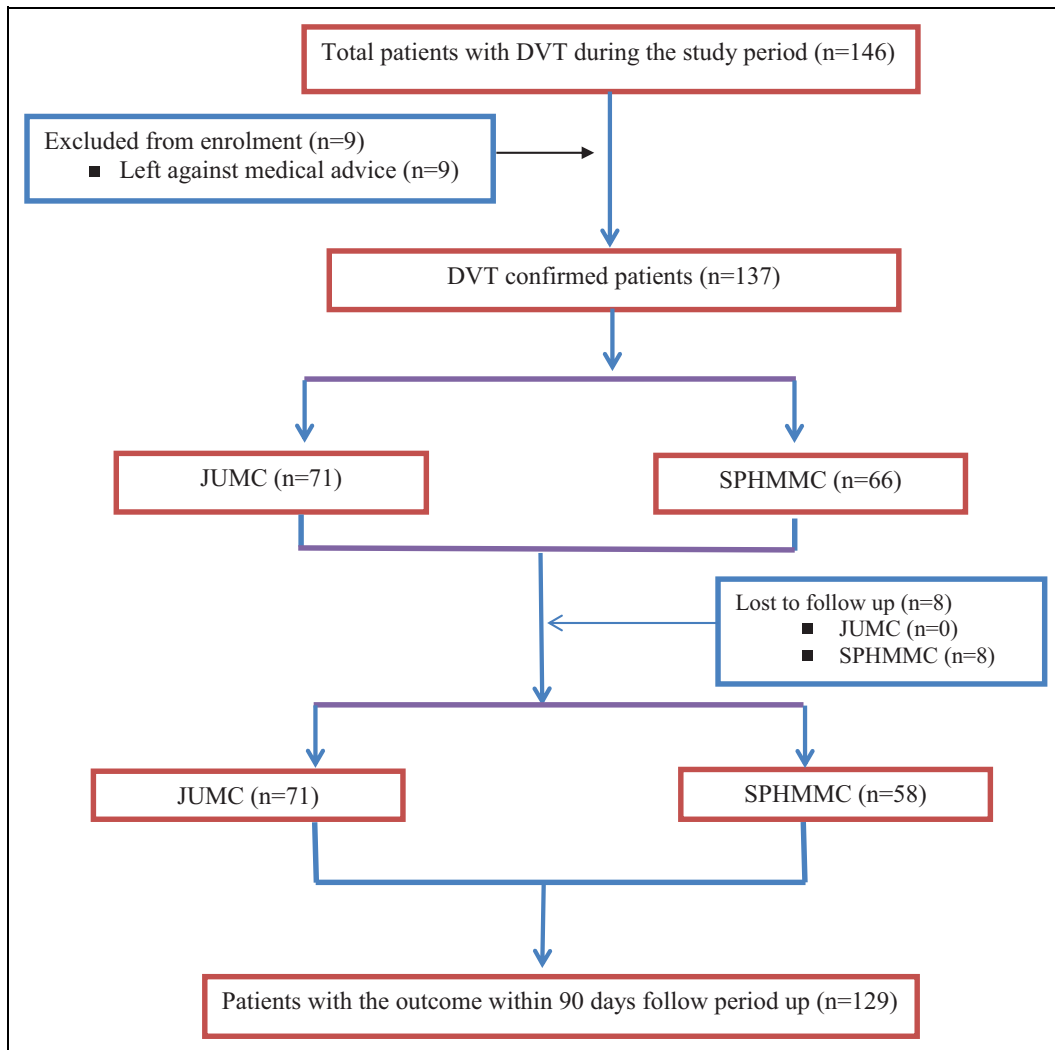 Total patients with DVT during the study period (n=146)
Excluded from enrolment (n=9)
■ Left against medical advice (n=9)
DVT confirmed patients (n=137)
JUMC (n=71)
SPHMMC (n=66)
Lost to follow up (n=8)
■ JUMC (n=0)
■ SPHMMC (n=8)
JUMC (n=71)
SPHMMC (n=58)
Patients with the outcome within 90 days follow period up (n=129)